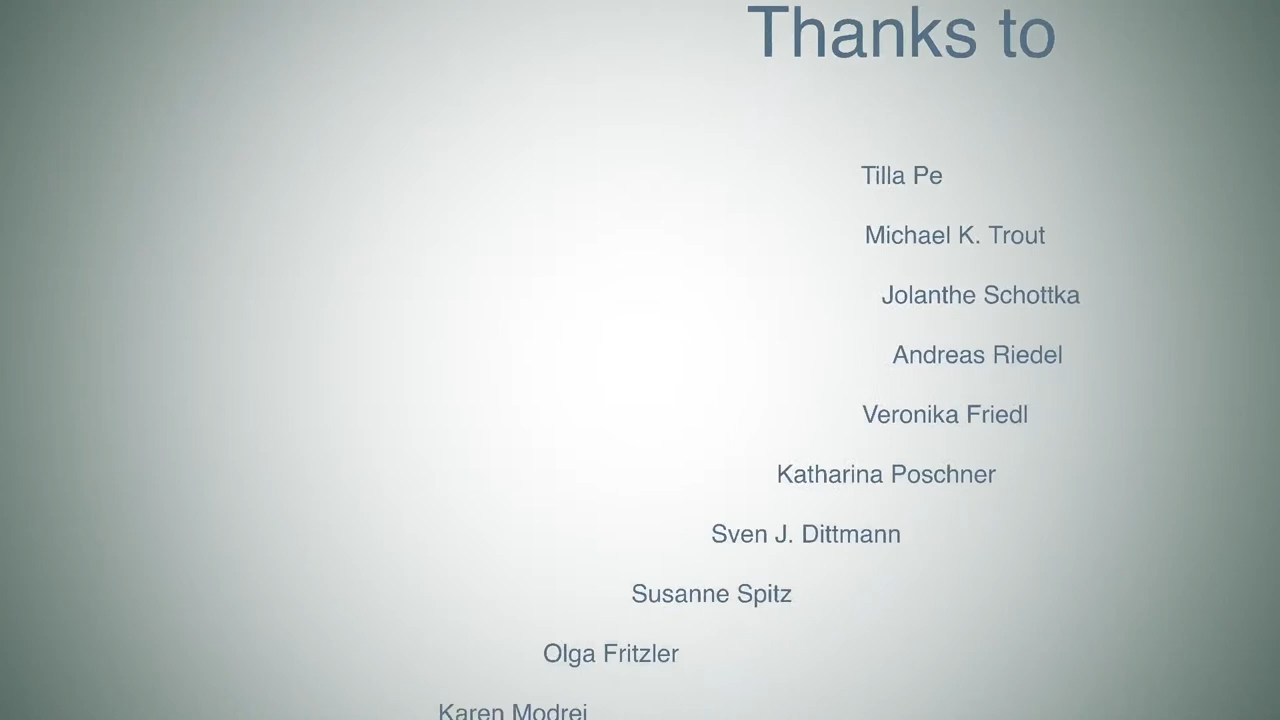 Thanks to
Tilla Pe
Michael K. Trout
Jolanthe Schottka
Andreas Riedel
Veronika Friedl
Katharina Poschner
Sven J. Dittmann
Susanne Spitz
Olga Fritzler
Karen Modrei